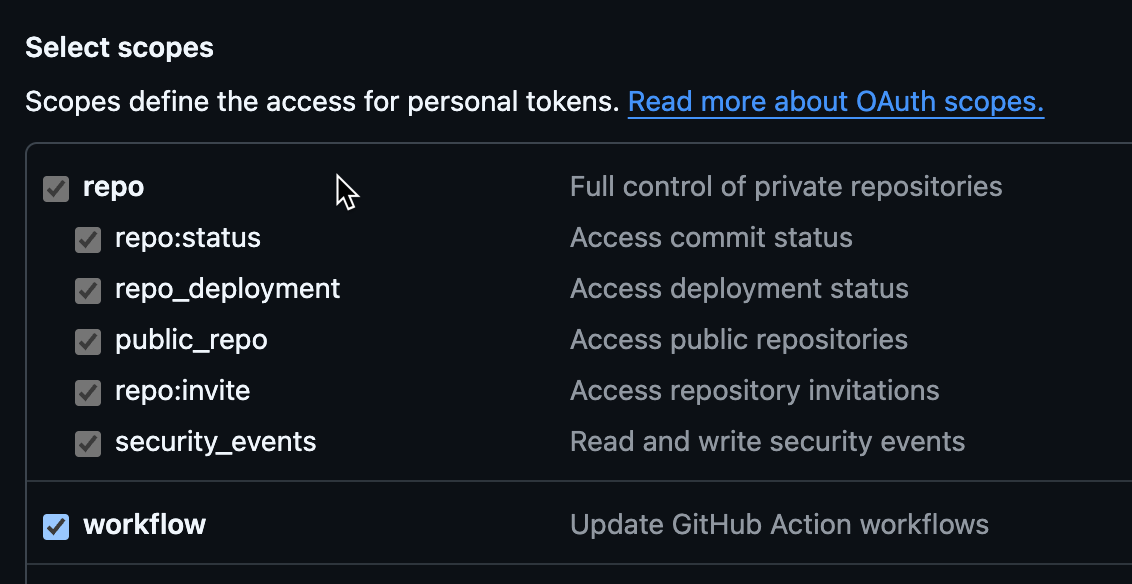 Select scopes
Scopes define the access for personal tokens. Read more about OAuth scopes.
repo Full control of private repositories
repo:status Access commit status
repo_deployment Access deployment status
public_repo Access public repositories
repo:invite Access repository invitations
security_events Read and write security events
workflow Update GitHub Action workflows